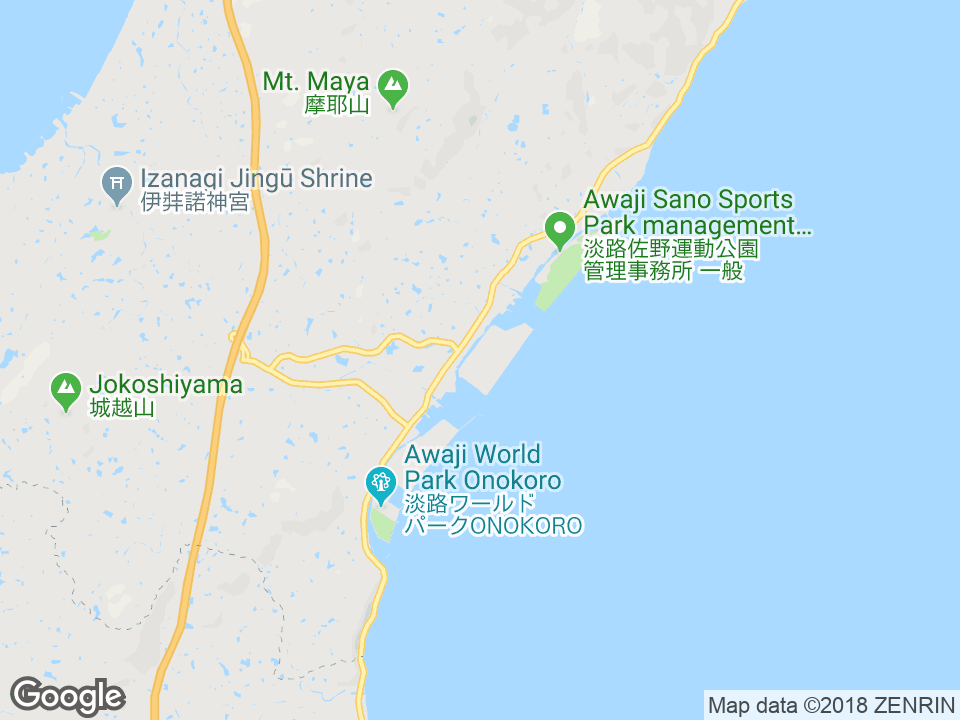 Mt. Maya
摩耶山
Izanagi Jingū Shrine
伊弉諾神宮
Awaji Sano Sports
Park management...
淡路佐野運動公園
管理事務所 一般
Jokoshiyama
城越山
Awaji World
Park Onokoro
淡路ワールド
パークONOKORO
Google
Map data ©2018 ZENRIN